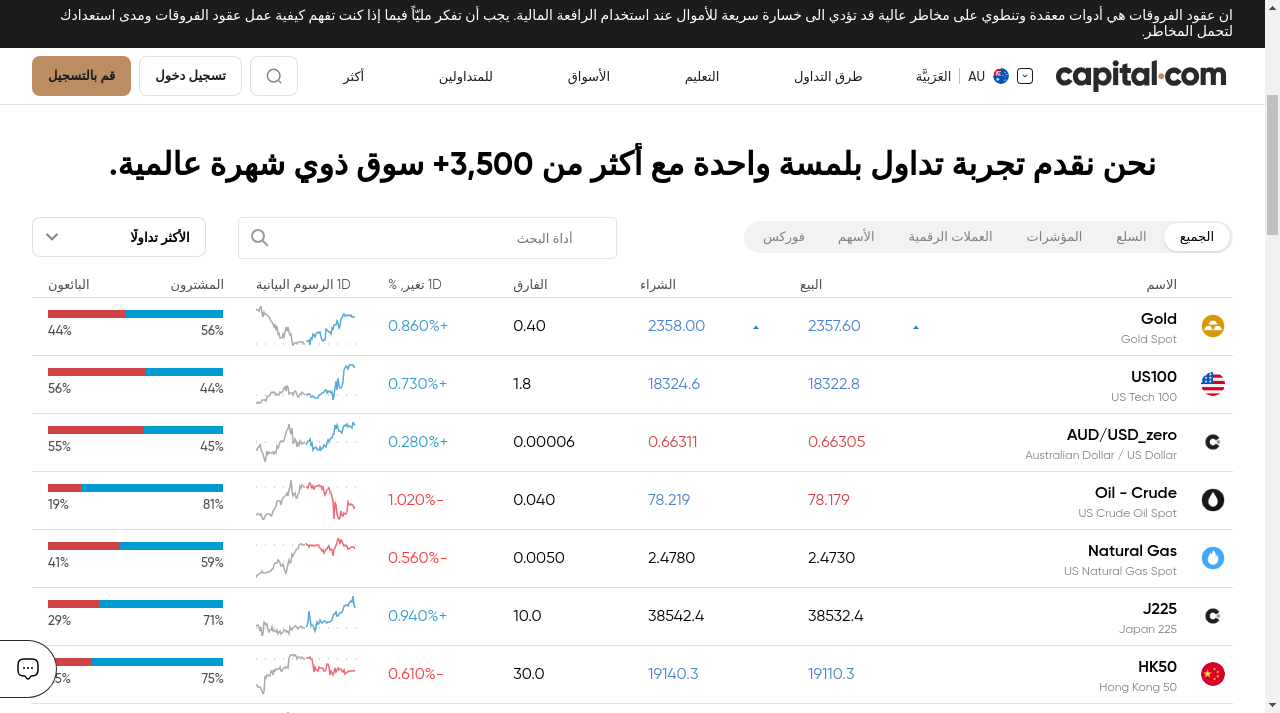 ان عقود الفروقات هي أدوات معقدة وتنطوي على مخاطر عالية قد تؤدي الى خسارة سريعة للأموال عند استخدام الرافعة المالية. يجب أن تفكر مليّاً فيما إذا كنت تفهم كيفية عمل عقود الفروقات ومدى استعدادك
لتحمل المخاطر.
capital.com AU العَرَبيَّة طرق التداول التعليم الأسواق للمتداولين أكثر تسجيل دخول قم بالتسجيل
نحن نقدم تجربة تداول بلمسة واحدة مع أكثر من 3,500+ سوق ذوي شهرة عالمية.
الجميع السلع المؤشرات العملات الرقمية الأسهم فوركس أداة البحث الأكثر تداولًا
الاسم البيع الشراء الفارق 1D تغير, % 1D الرسوم البيانية المشترون البائعون
Gold 2357.60 2358.00 0.40 0.860%+ 56% 44%
Gold Spot
US100 18322.8 18324.6 1.8 0.730%+ 44% 56%
US Tech 100
AUD/USD_zero 0.66305 0.66311 0.00006 0.280%+ 45% 55%
Australian Dollar / US Dollar
Oil - Crude 78.179 78.219 0.040 1.020%- 81% 19%
US Crude Oil Spot
Natural Gas 2.4730 2.4780 0.0050 0.560%- 59% 41%
US Natural Gas Spot
J225 38532.4 38542.4 10.0 0.940%+ 71% 29%
Japan 225
HK50 19110.3 19140.3 30.0 0.610%- 75%
Hong Kong 50